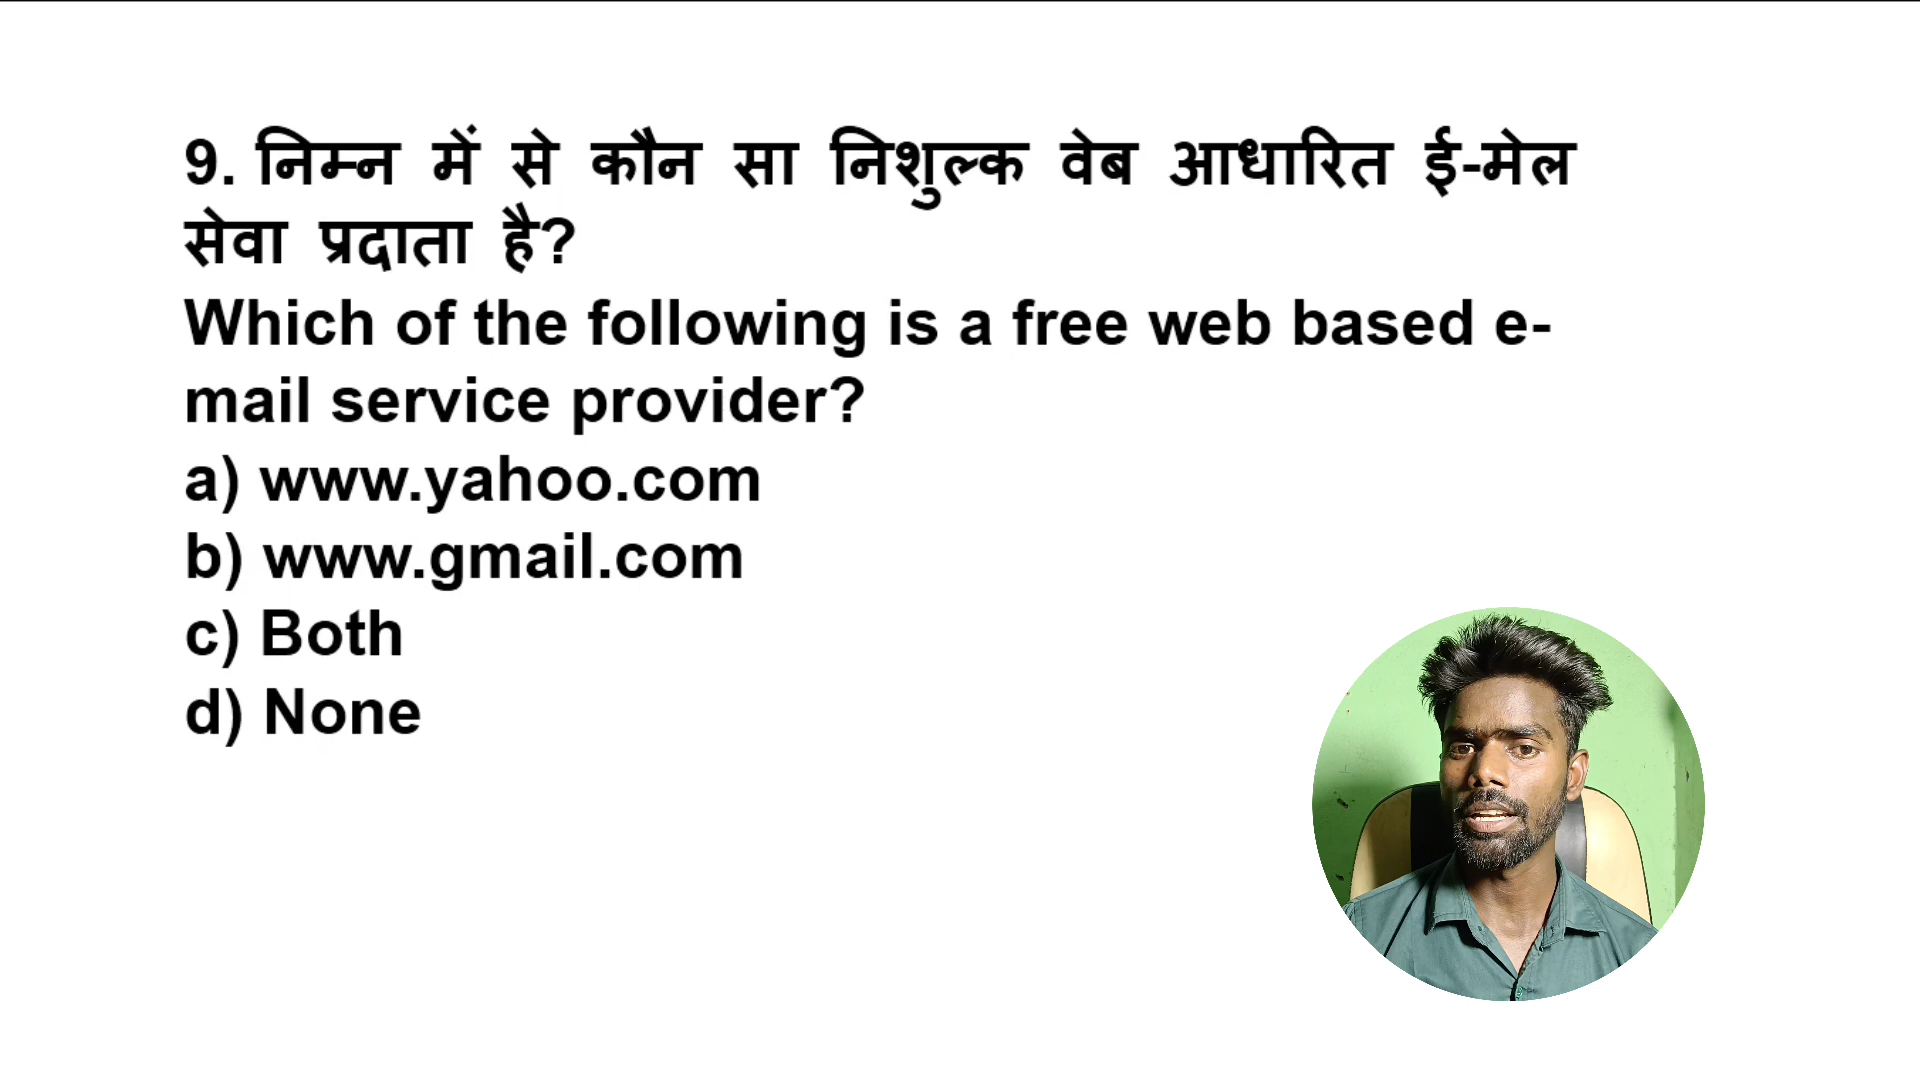 9. निम्न में से कौन सा निशुल्क वेब आधारित ई-मेल
सेवा प्रदाता है?
Which of the following is a free web based e-
mail service provider?
a) www.yahoo.com
b) www.gmail.com
c) Both
d) None